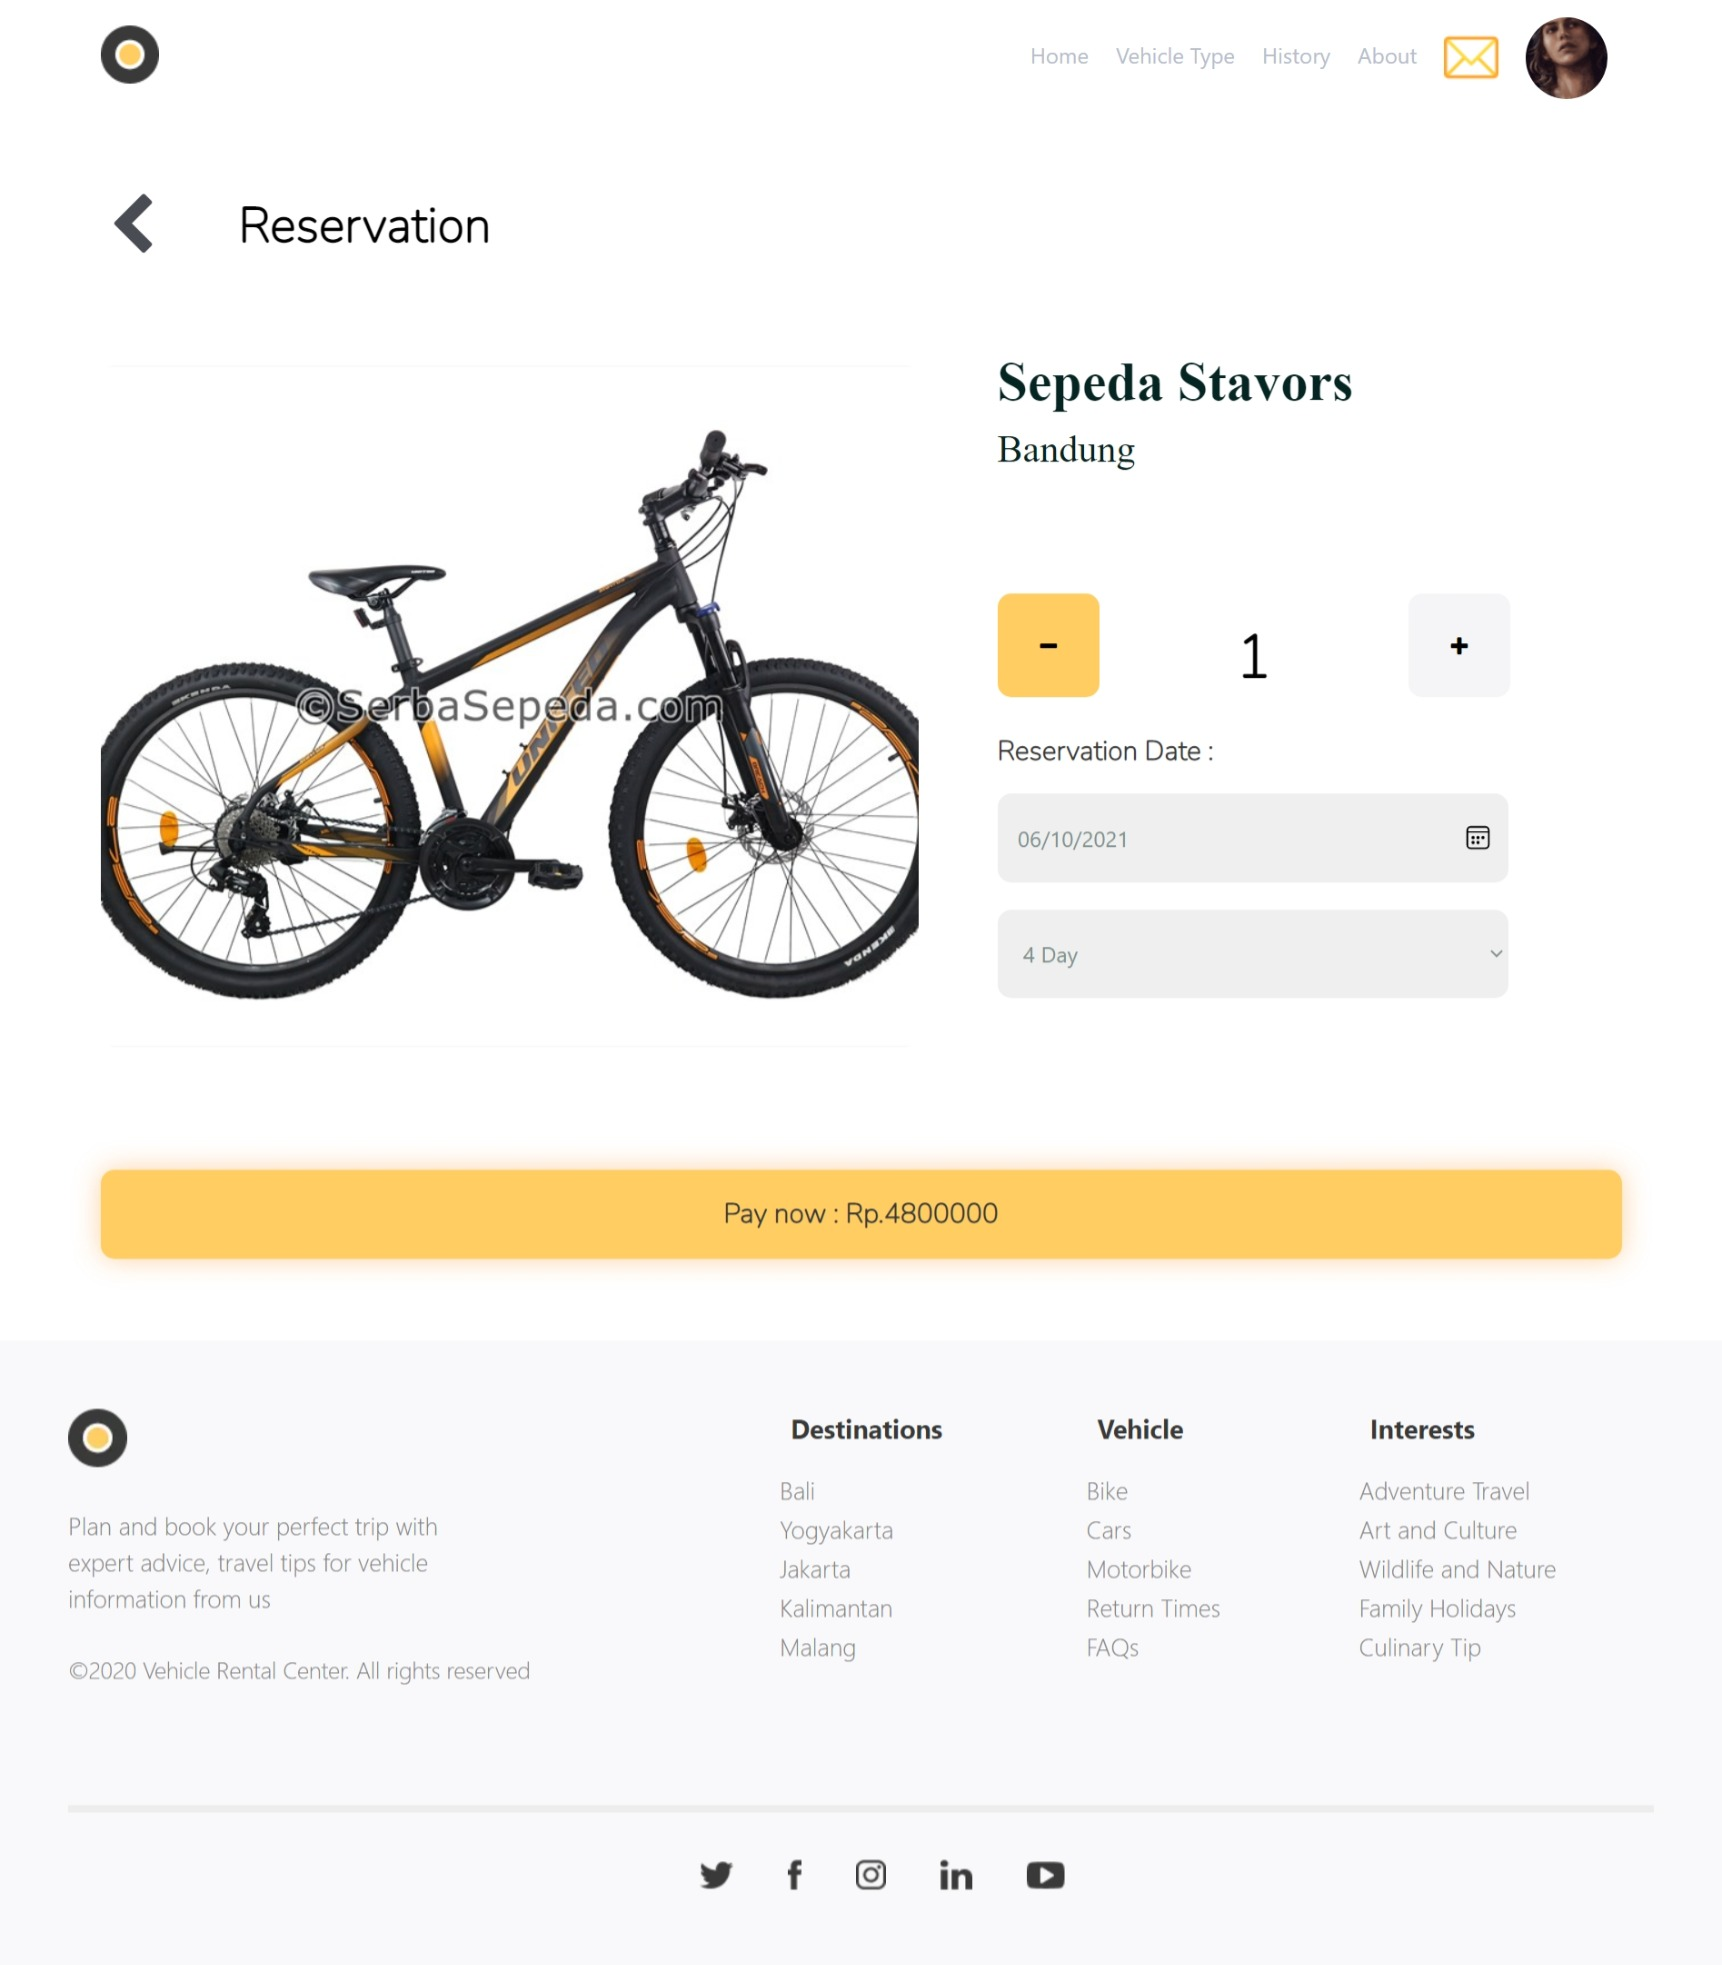 Home Vehicle Type History About
Reservation
Sepeda Stavors
Bandung
- 1 +
©SerbaSepeda.com
UNITED
KENDA
KENDA
Reservation Date :
06/10/2021
4 Day
Pay now : Rp.4800000
Destinations Vehicle Interests
Plan and book your perfect trip with
expert advice, travel tips for vehicle
information from us
©2020 Vehicle Rental Center. All rights reserved
Bali
Yogyakarta
Jakarta
Kalimantan
Malang
Bike
Cars
Motorbike
Return Times
FAQs
Adventure Travel
Art and Culture
Wildlife and Nature
Family Holidays
Culinary Tip